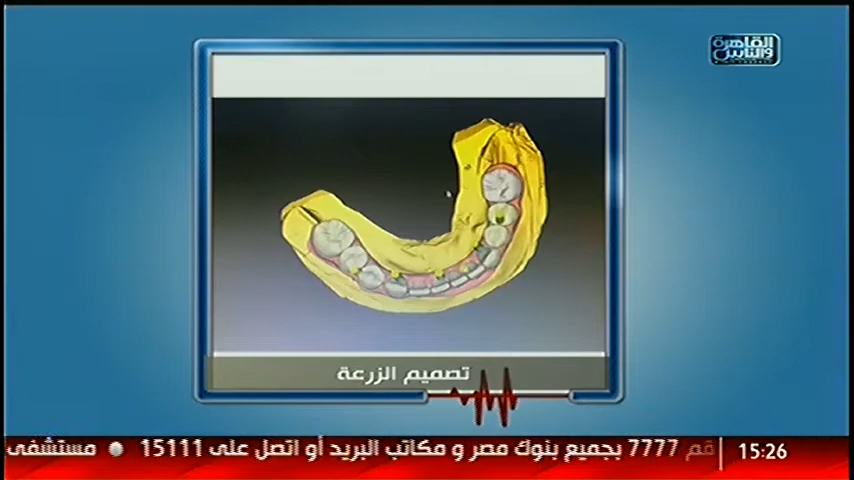 القاهرة
والناس
تصميم الزرعة
قم 7777 بجميع بنوك مصر و مكاتب البريد أو اتصل على 15111 ● مستشفى
15:26